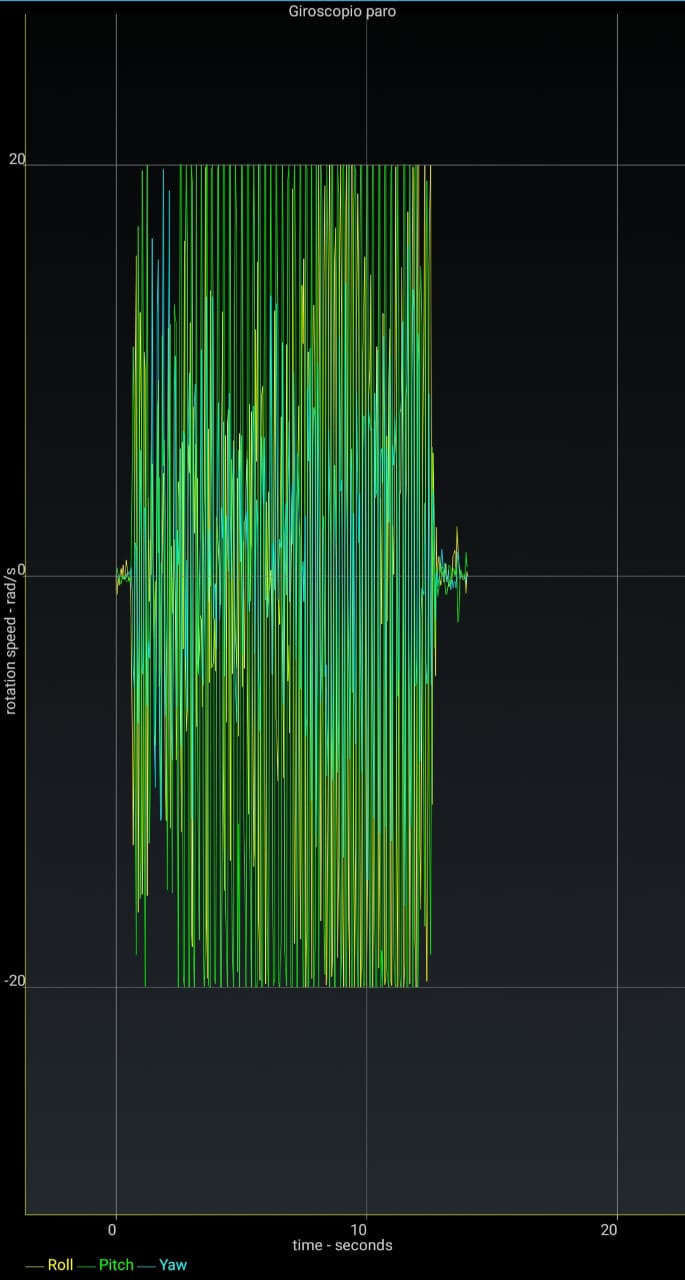 Giroscopio paro
20
0
-20
rotation speed - rad/s
0 10 20
time - seconds
Roll Pitch Yaw